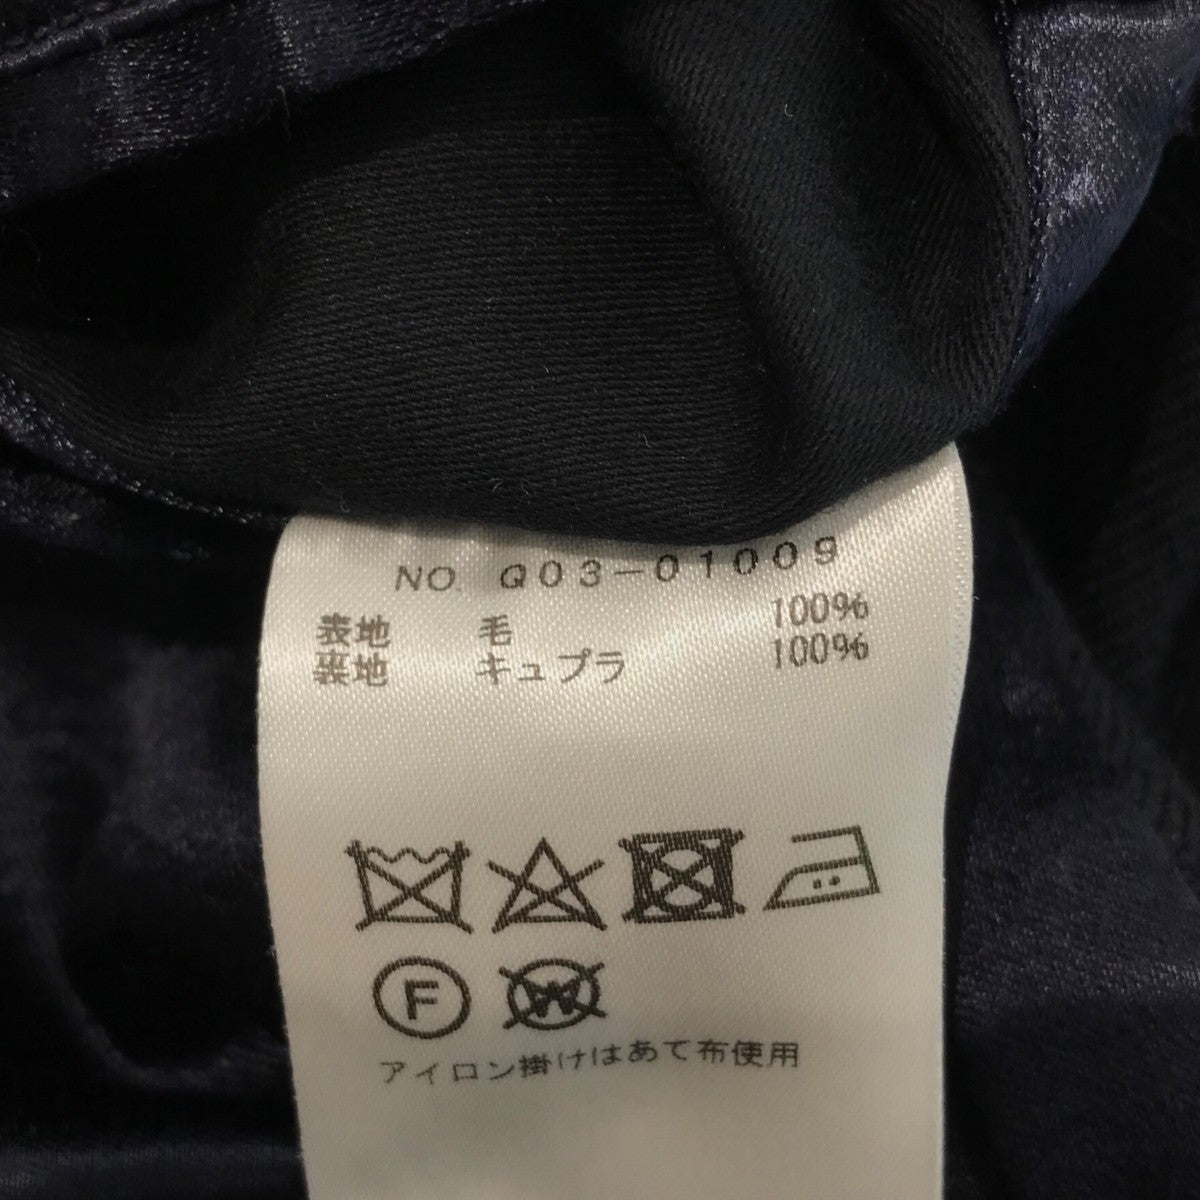 NO. Q03-01009
表地 毛 100%
裏地 キュプラ 100%
F W
アイロン掛けはあて布使用